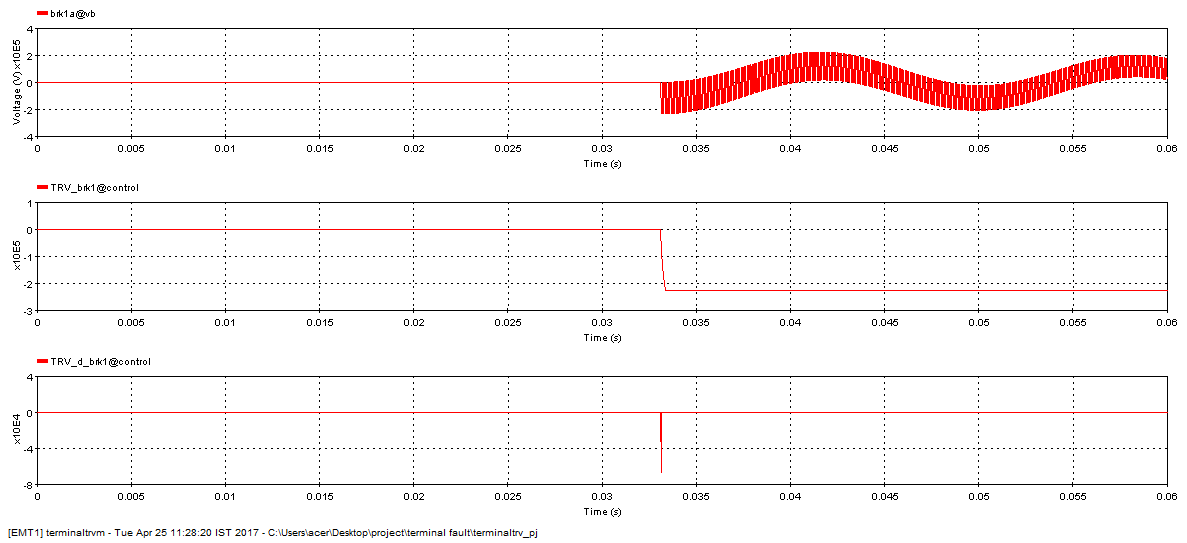 brk1a@vb
4
2
0
-2
-4
Voltage (V) x10E5
0 0.005 0.01 0.015 0.02 0.025 0.03 0.035 0.04 0.045 0.05 0.055 0.06
Time (s)
TRV_brk1@control
1
0
-1
-2
-3
x10E5
0 0.005 0.01 0.015 0.02 0.025 0.03 0.035 0.04 0.045 0.05 0.055 0.06
Time (s)
TRV_d_brk1@control
4
0
-4
-8
x10E4
0 0.005 0.01 0.015 0.02 0.025 0.03 0.035 0.04 0.045 0.05 0.055 0.06
Time (s)
[EMT1] terminaltrvm - Tue Apr 25 11:28:20 IST 2017 - C:\Users\acer\Desktop\project\terminal fault\terminaltrv_pj